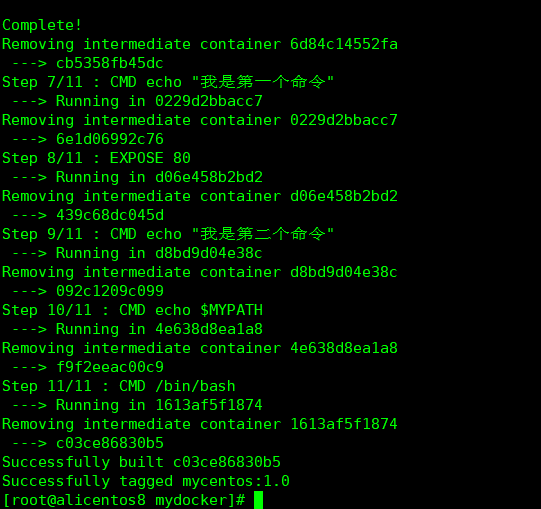 Complete!
Removing intermediate container 6d84c14552fa
 ---> cb5358fb45dc
Step 7/11 : CMD echo "我是第一个命令"
 ---> Running in 0229d2bbacc7
Removing intermediate container 0229d2bbacc7
 ---> 6e1d06992c76
Step 8/11 : EXPOSE 80
 ---> Running in d06e458b2bd2
Removing intermediate container d06e458b2bd2
 ---> 439c68dc045d
Step 9/11 : CMD echo "我是第二个命令"
 ---> Running in d8bd9d04e38c
Removing intermediate container d8bd9d04e38c
 ---> 092c1209c099
Step 10/11 : CMD echo $MYPATH
 ---> Running in 4e638d8ea1a8
Removing intermediate container 4e638d8ea1a8
 ---> f9f2eeac00c9
Step 11/11 : CMD /bin/bash
 ---> Running in 1613af5f1874
Removing intermediate container 1613af5f1874
 ---> c03ce86830b5
Successfully built c03ce86830b5
Successfully tagged mycentos:1.0
[root@alicentos8 mydocker]#